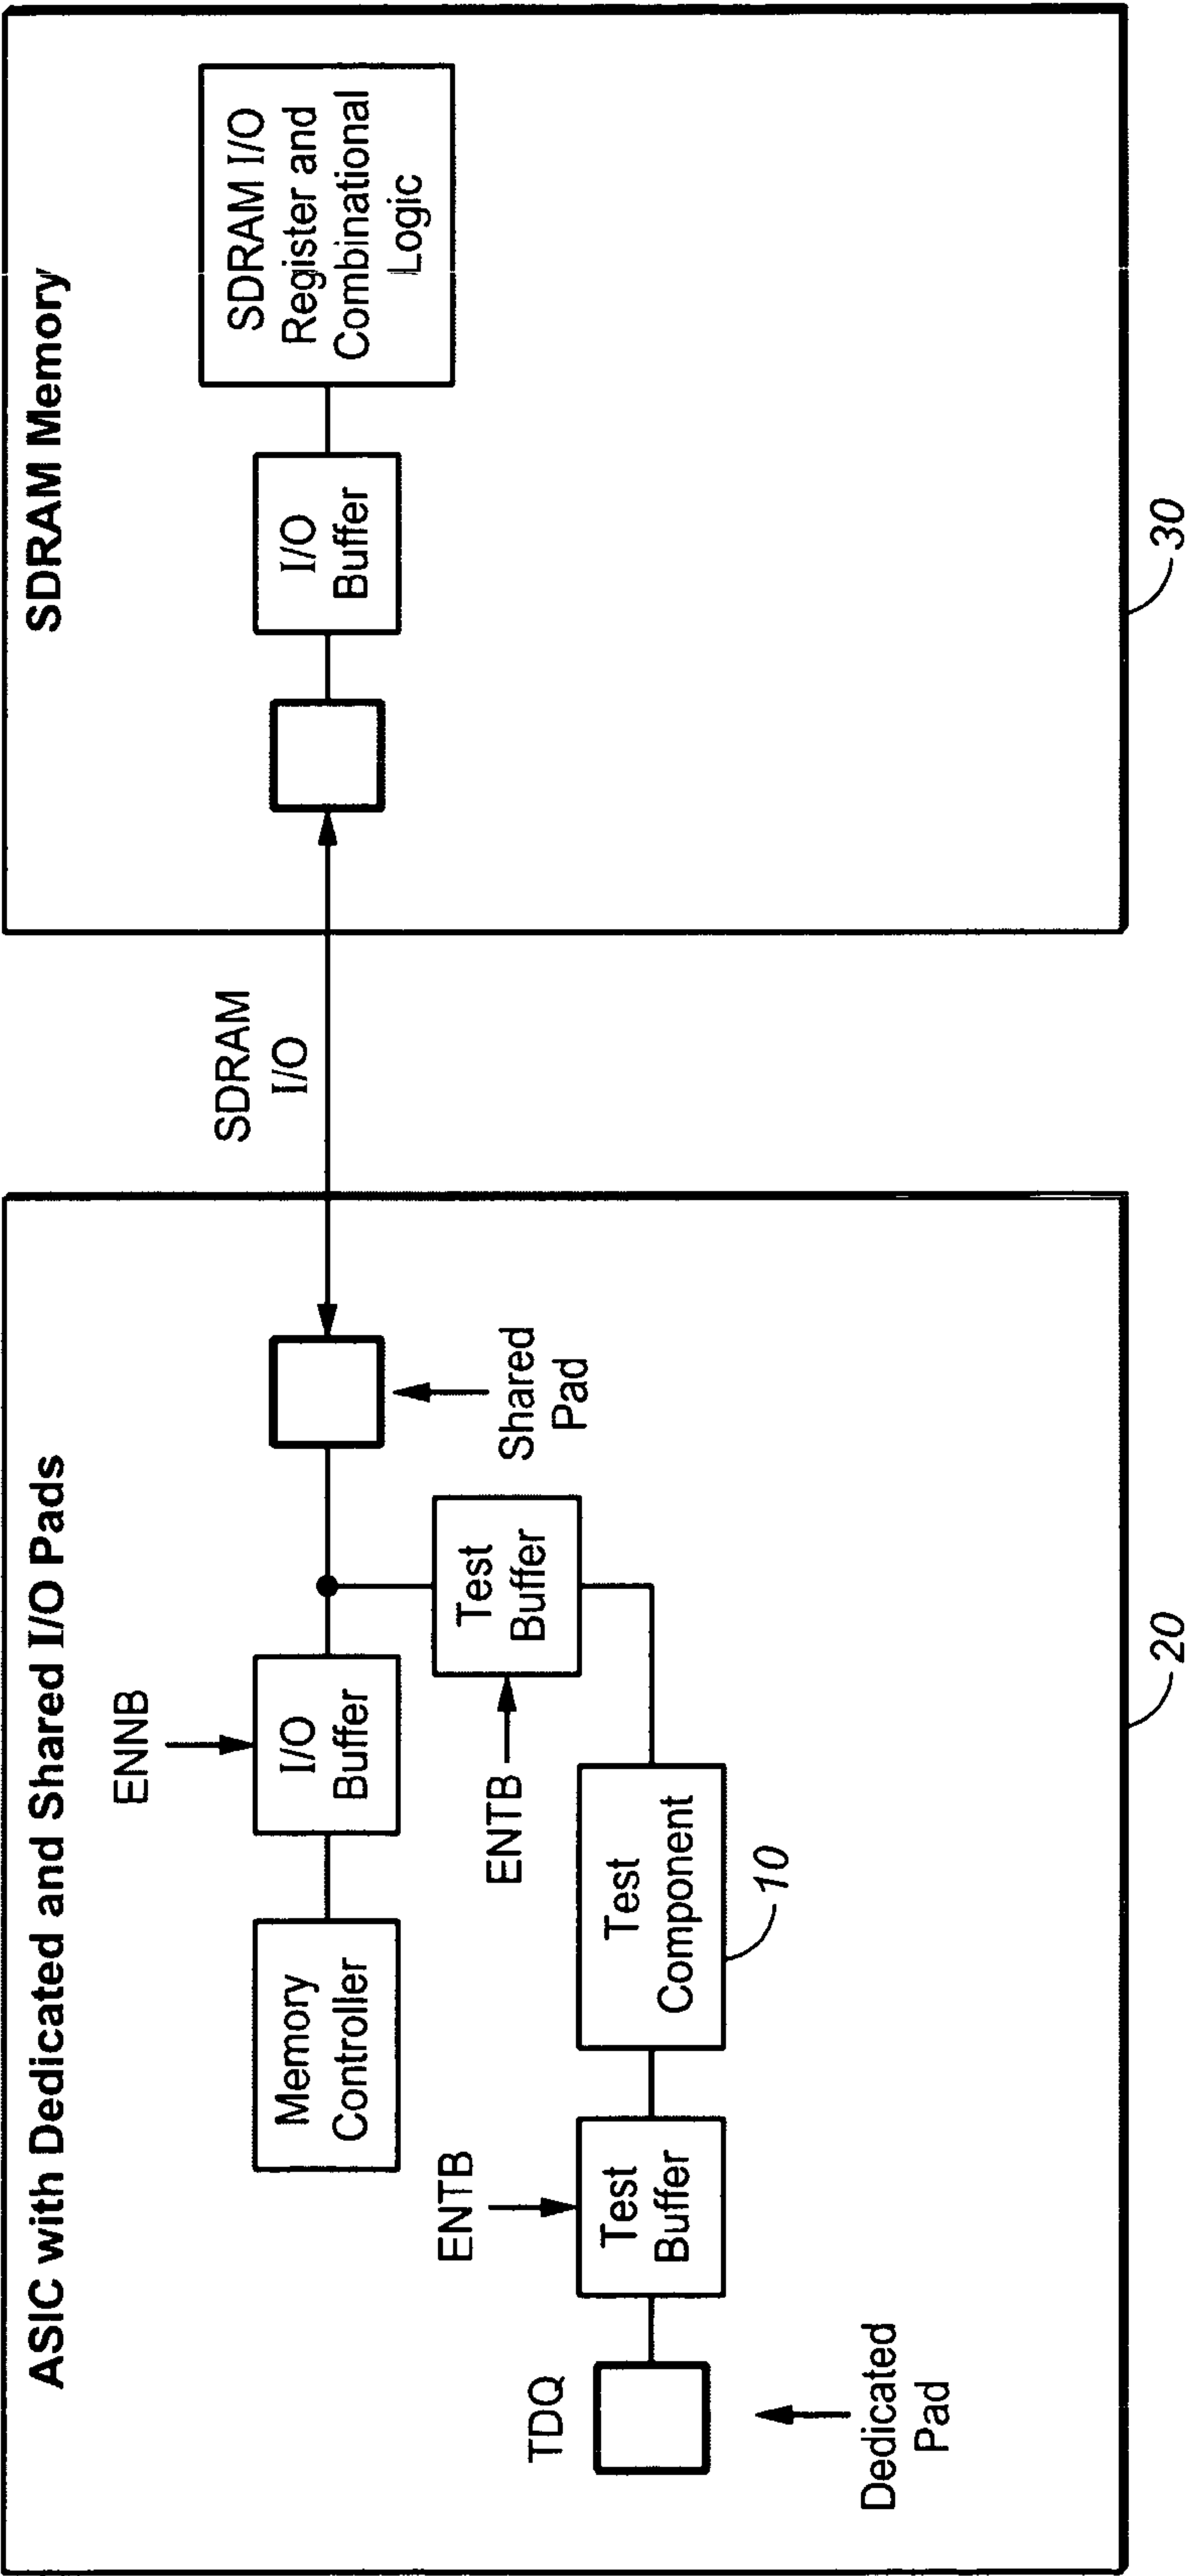 ASIC with Dedicated and Shared I/O Pads
ENNB
Memory
Controller
I/O
Buffer
ENTB
Test
Buffer
Shared
Pad
TDQ
ENTB
Test
Buffer
Test
Component
10
Dedicated
Pad
20
SDRAM
I/O
SDRAM Memory
I/O
Buffer
SDRAM I/O
Register and
Combinational
Logic
30